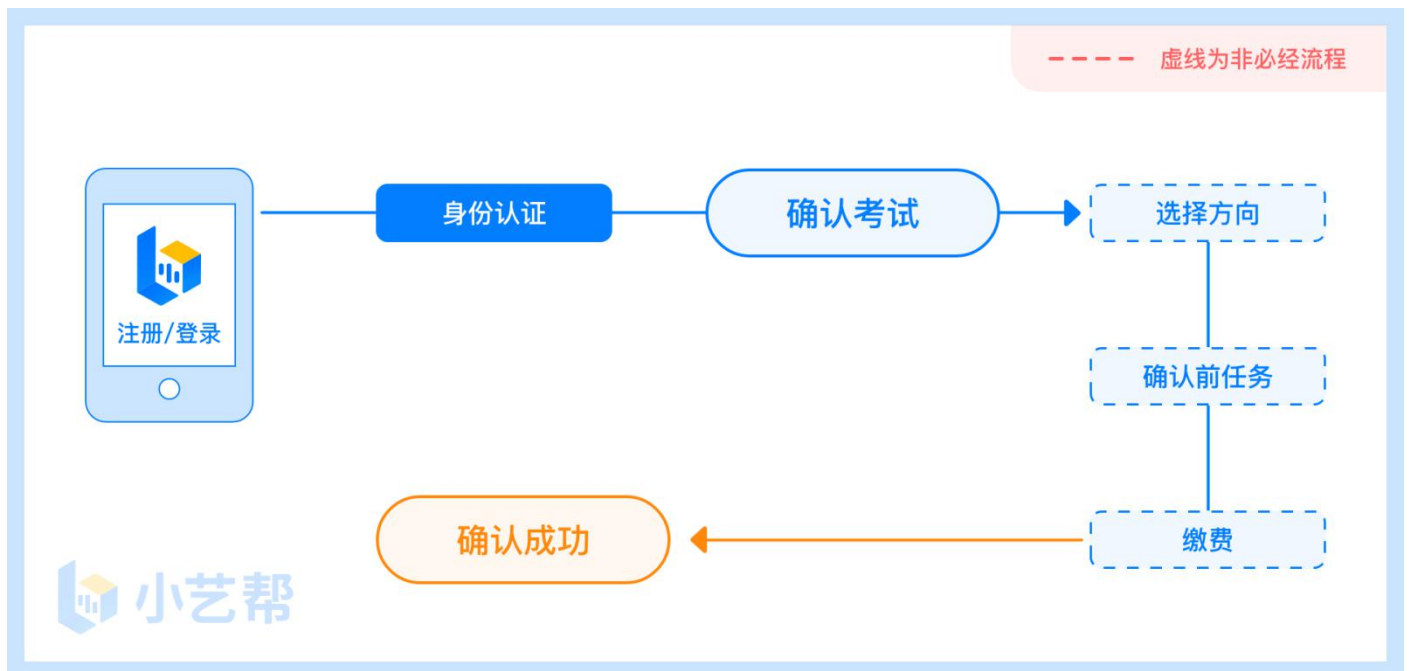 虚线为非必经流程
身份认证
确认考试
选择方向
注册/登录
确认前任务
确认成功
缴费
小艺帮